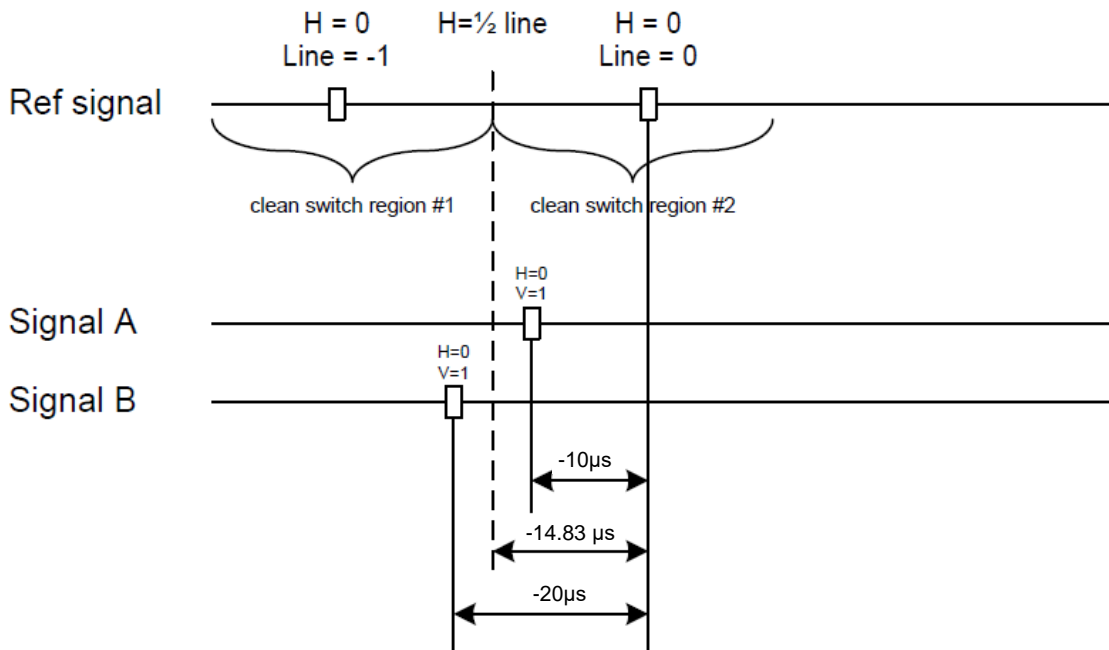 H = 0
Line = -1
H=½ line
H = 0
Line = 0
Ref signal
clean switch region #1
clean switch region #2
H=0
V=1
Signal A
H=0
V=1
Signal B
-10µs
-14.83 µs
-20µs